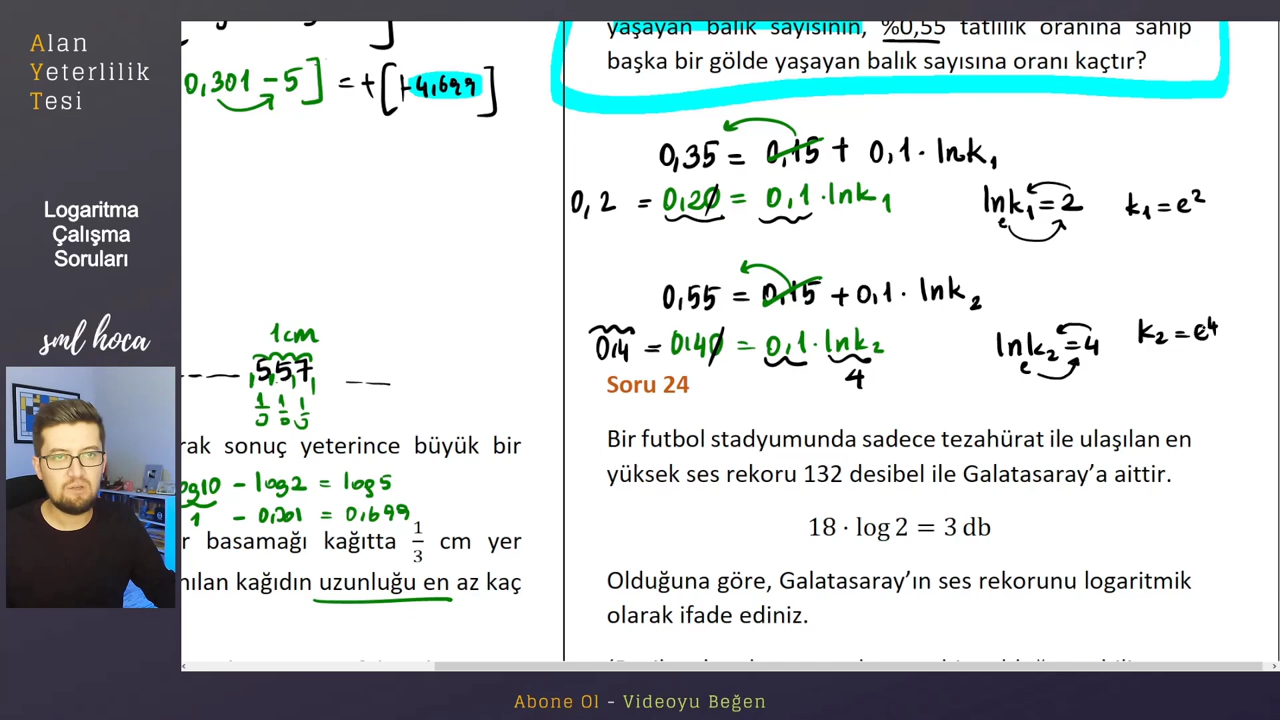 Alan
Yeterlilik
Tesi
Logaritma
Çalışma
Soruları
sml hoca
0,301 - 5] = + [-4,699]
1cm
557
rak sonuç yeterince büyük bir
log10 - log2 = log5
1 - 0,301 = 0,699
r basamağı kağıtta 1/3 cm yer
nılan kağıdın uzunluğu en az kaç
yaşayan balık sayısının, %0,55 tatlılık oranına sahip
başka bir gölde yaşayan balık sayısına oranı kaçtır?
0,35 = 0,15 + 0,1 · lnk₁
0,2 = 0,20 = 0,1 · lnk₁ lnk₁ = 2 k₁ = e²
e
0,55 = 0,15 + 0,1 · lnk₂
0,4 = 0,40 = 0,1 · lnk₂ lnk₂ = 4 k₂ = e⁴
4 e
Soru 24
Bir futbol stadyumunda sadece tezahürat ile ulaşılan en
yüksek ses rekoru 132 desibel ile Galatasaray’a aittir.
18 · log 2 = 3 db
Olduğuna göre, Galatasaray’ın ses rekorunu logaritmik
olarak ifade ediniz.
Abone Ol - Videoyu Beğen